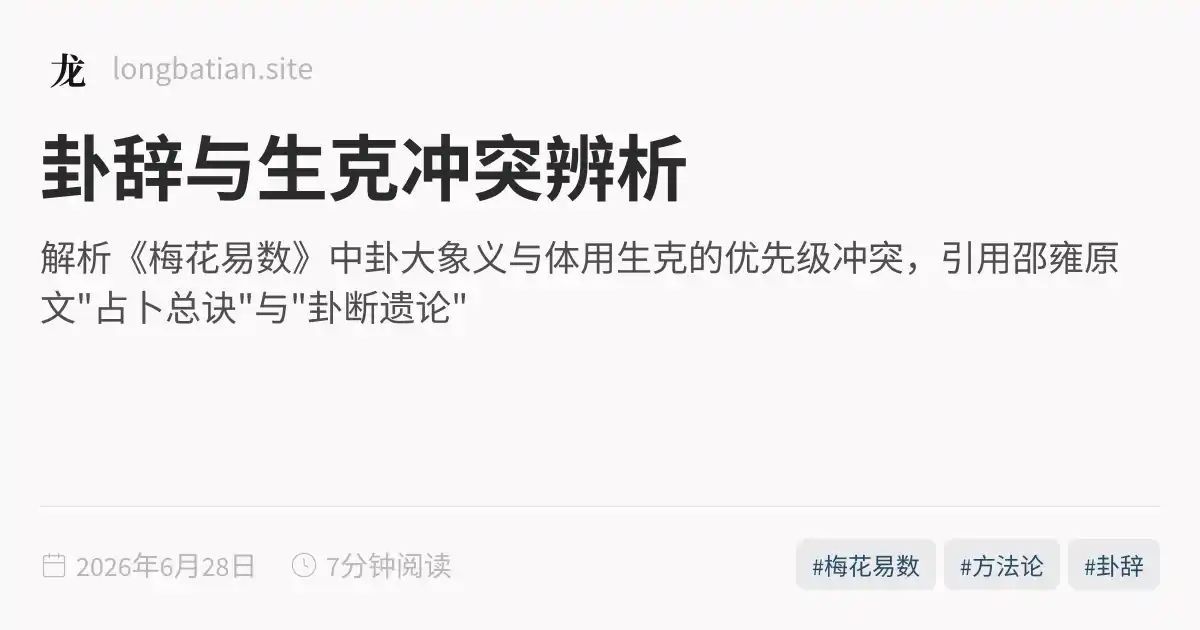 龙 longbatian.site
卦辞与生克冲突辨析
解析《梅花易数》中卦大象义与体用生克的优先级冲突，引用邵雍原
文"占卜总诀"与"卦断遗论"
2026年6月28日 7分钟阅读 #梅花易数 #方法论 #卦辞